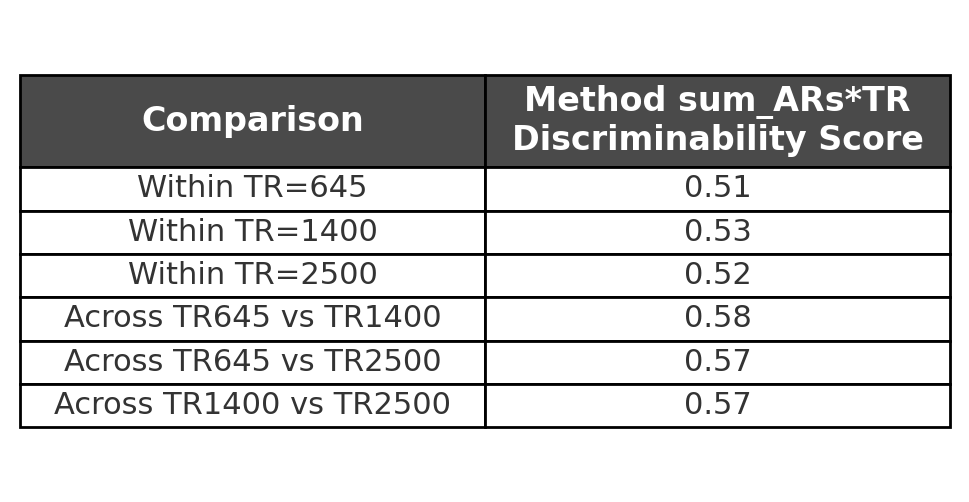 Comparison
Method sum_ARs*TR
Discriminability Score
Within TR=645 0.51
Within TR=1400 0.53
Within TR=2500 0.52
Across TR645 vs TR1400 0.58
Across TR645 vs TR2500 0.57
Across TR1400 vs TR2500 0.57